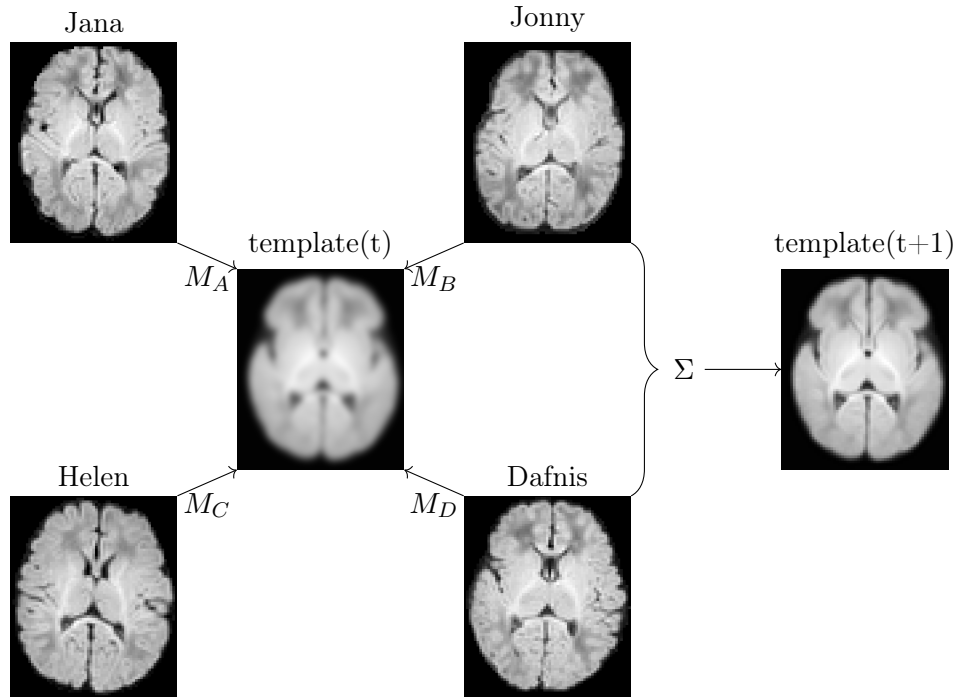 Jana
Jonny
template(t)
template(t+1)
M_A
M_B
Σ
Helen
Dafnis
M_C
M_D